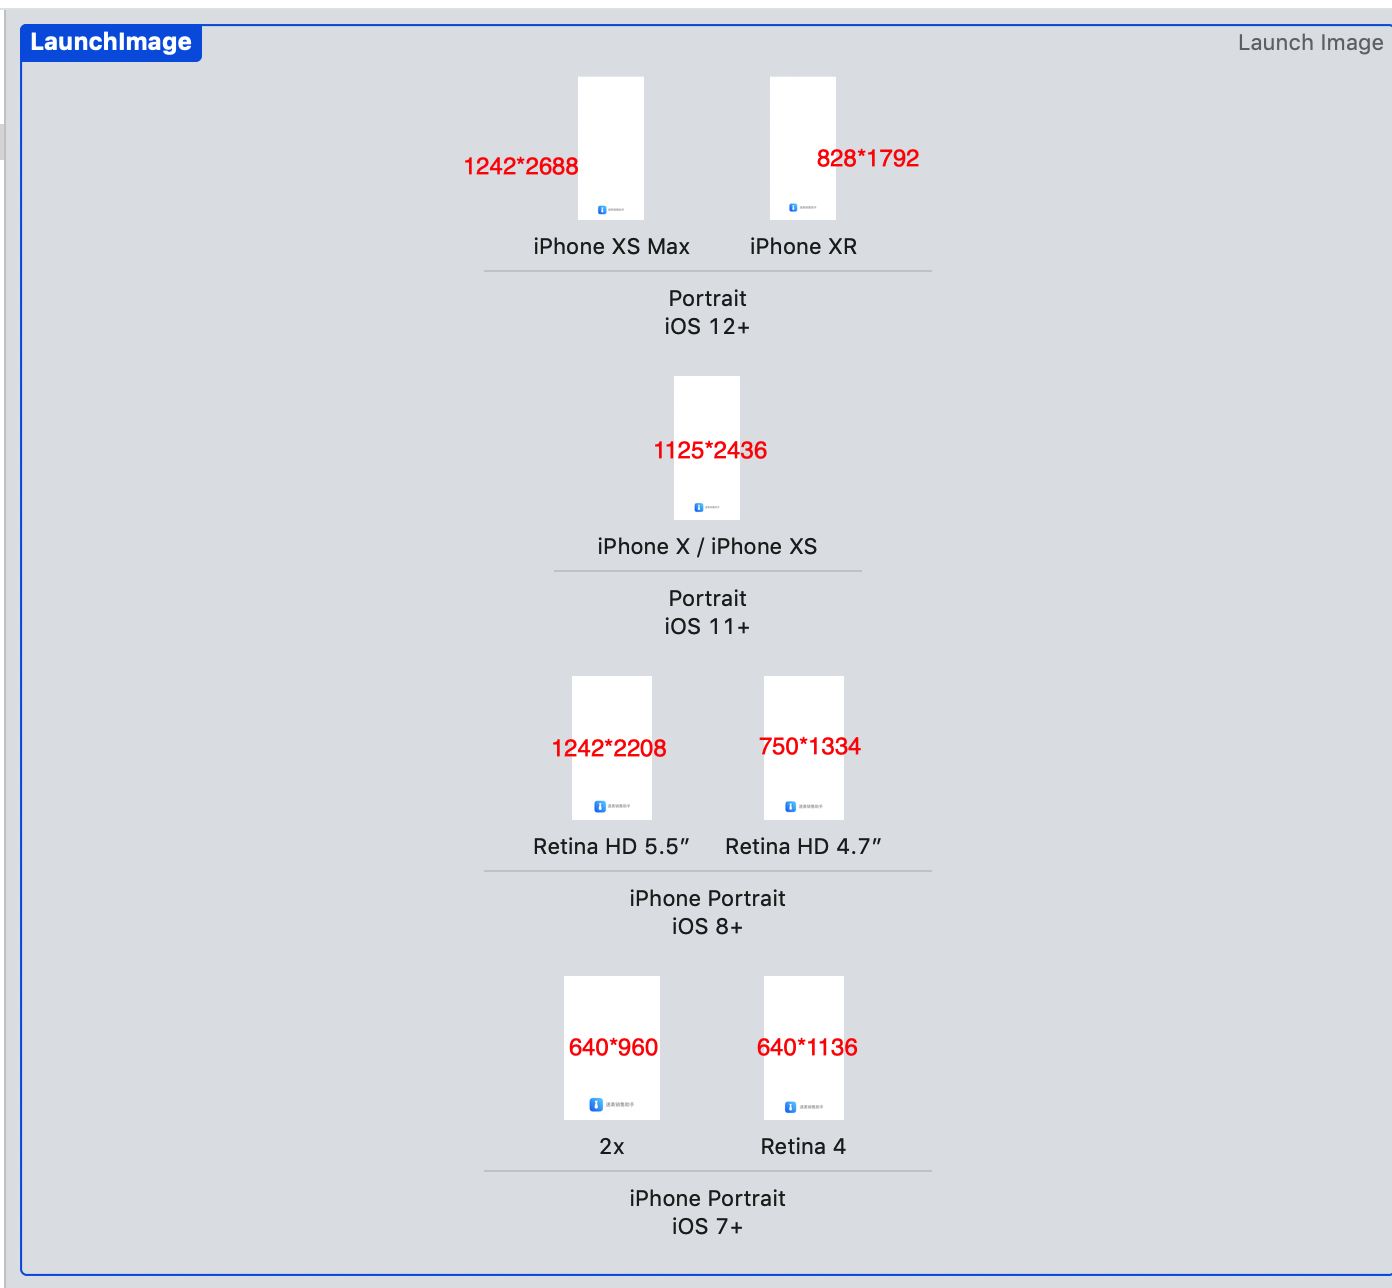 LaunchImage
Launch Image
1242*2688
828*1792
iPhone XS Max
iPhone XR
Portrait
iOS 12+
1125*2436
iPhone X / iPhone XS
Portrait
iOS 11+
1242*2208
750*1334
Retina HD 5.5”
Retina HD 4.7”
iPhone Portrait
iOS 8+
640*960
640*1136
2x
Retina 4
iPhone Portrait
iOS 7+